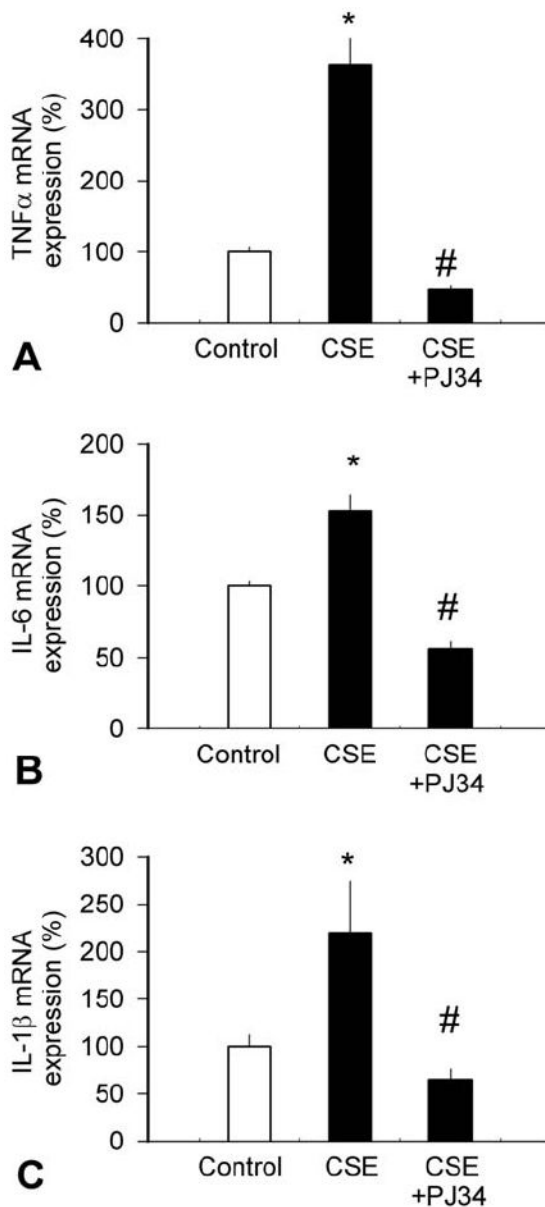 TNFα mRNA
expression (%)
400
300
200
100
0
*
#
Control
CSE
CSE
+PJ34
A
IL-6 mRNA
expression (%)
200
150
100
50
0
*
#
Control
CSE
CSE
+PJ34
B
IL-1β mRNA
expression (%)
300
250
200
150
100
50
0
*
#
Control
CSE
CSE
+PJ34
C